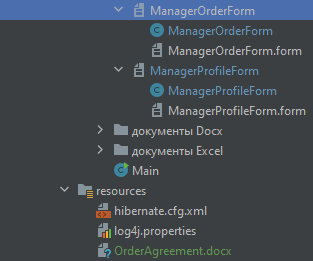 ManagerOrderForm
ManagerOrderForm
ManagerOrderForm.form
ManagerProfileForm
ManagerProfileForm
ManagerProfileForm.form
документы Docx
документы Excel
Main
resources
hibernate.cfg.xml
log4j.properties
OrderAgreement.docx